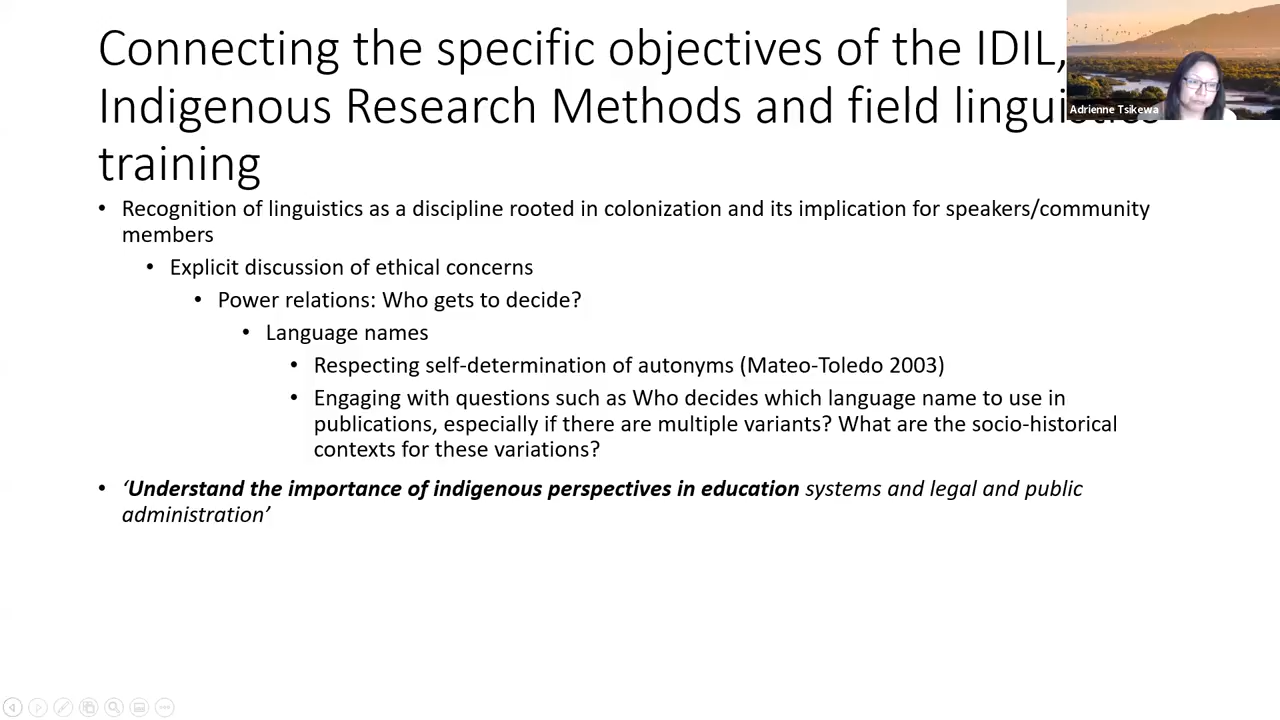 Connecting the specific objectives of the IDIL,
Indigenous Research Methods and field linguistics
training
Adrienne Tsikewa
• Recognition of linguistics as a discipline rooted in colonization and its implication for speakers/community
members
• Explicit discussion of ethical concerns
• Power relations: Who gets to decide?
• Language names
• Respecting self-determination of autonyms (Mateo-Toledo 2003)
• Engaging with questions such as Who decides which language name to use in
publications, especially if there are multiple variants? What are the socio-historical
contexts for these variations?
• ‘Understand the importance of indigenous perspectives in education systems and legal and public
administration’